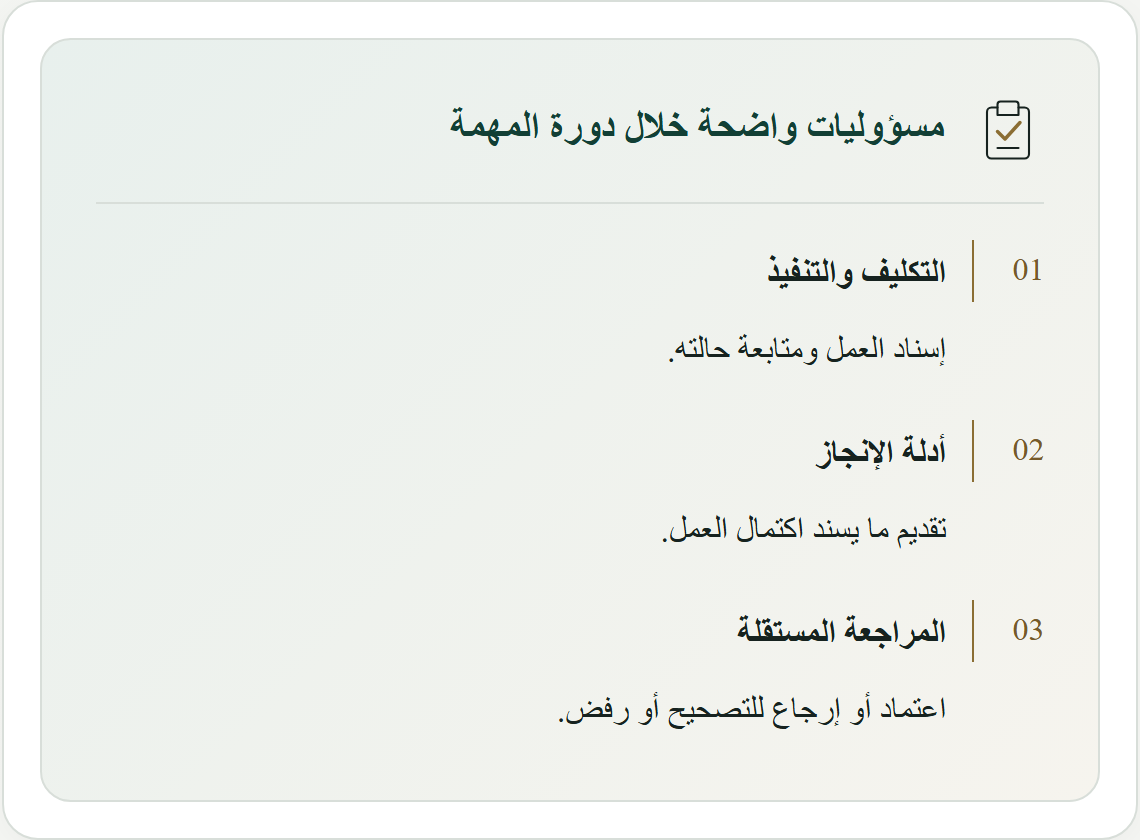 مسؤوليات واضحة خلال دورة المهمة
01
التكليف والتنفيذ
إسناد العمل ومتابعة حالته.
02
أدلة الإنجاز
تقديم ما يسند اكتمال العمل.
03
المراجعة المستقلة
اعتماد أو إرجاع للتصحيح أو رفض.